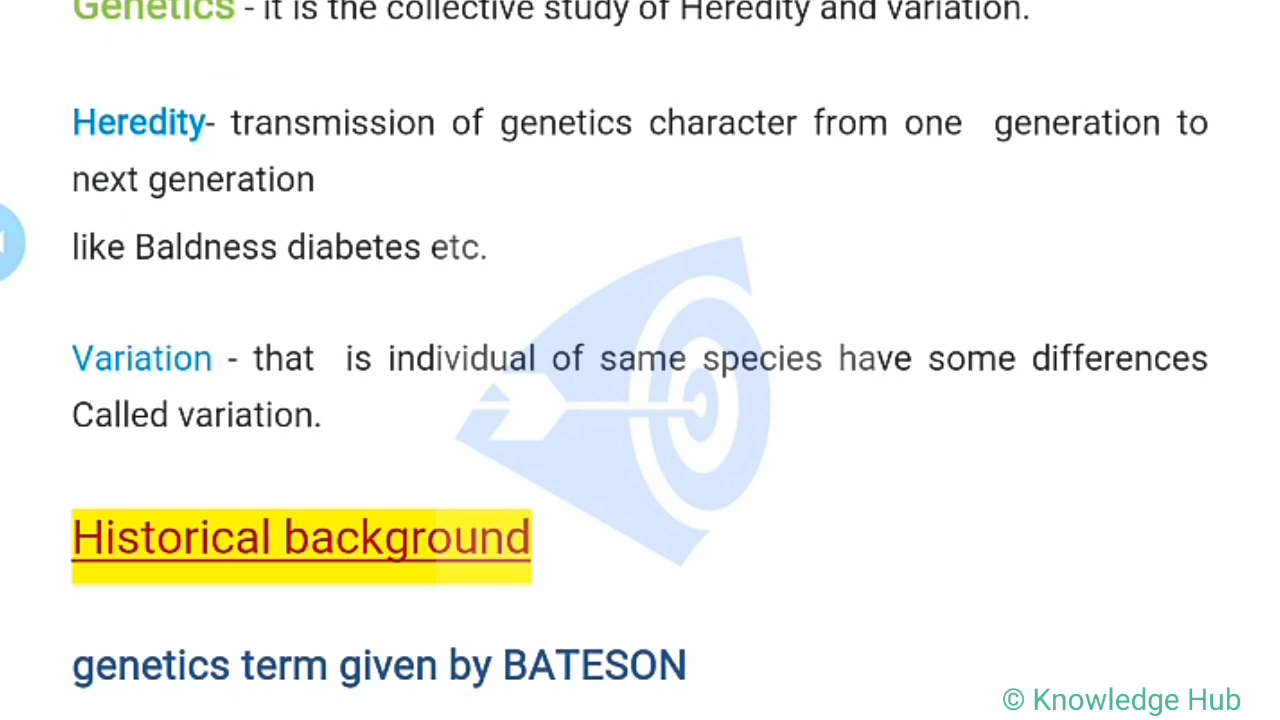 Genetics - it is the collective study of Heredity and variation.
Heredity- transmission of genetics character from one generation to
next generation
like Baldness diabetes etc.
Variation - that is individual of same species have some differences
Called variation.
Historical background
genetics term given by BATESON
© Knowledge Hub